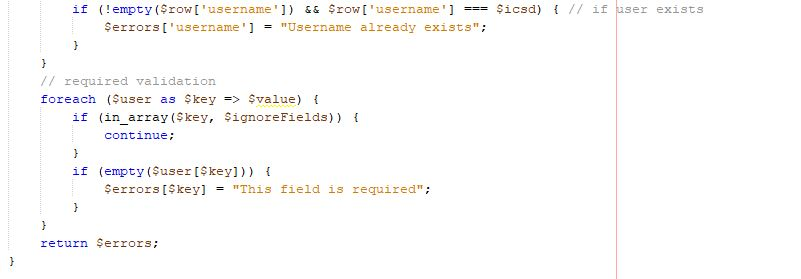 if (!empty($row['username']) && $row['username'] === $icsd) { // if user exists
$errors['username'] = "Username already exists";
}
}
// required validation
foreach ($user as $key => $value) {
if (in_array($key, $ignoreFields)) {
continue;
}
if (empty($user[$key])) {
$errors[$key] = "This field is required";
}
}
return $errors;
}